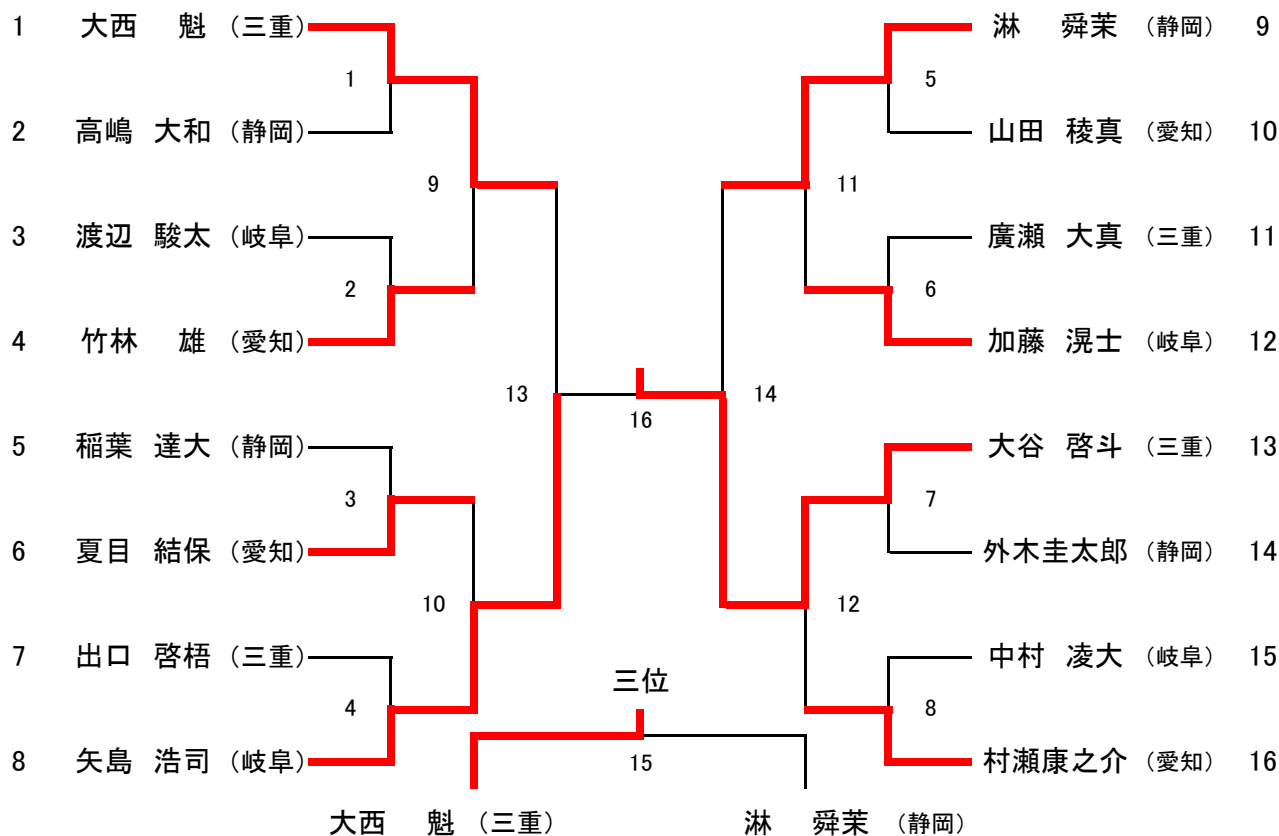 1 大西 魁 (三重) 淋 舜茉 (静岡) 9
1 5
2 高嶋 大和 (静岡) 山田 稜真 (愛知) 10
9 11
3 渡辺 駿太 (岐阜) 廣瀬 大真 (三重) 11
2 6
4 竹林 雄 (愛知) 加藤 滉士 (岐阜) 12
13 14
16
5 稲葉 達大 (静岡) 大谷 啓斗 (三重) 13
3 7
6 夏目 結保 (愛知) 外木圭太郎 (静岡) 14
10 12
7 出口 啓梧 (三重) 中村 凌大 (岐阜) 15
三位
4 8
8 矢島 浩司 (岐阜) 15 村瀬康之介 (愛知) 16
大西 魁 (三重) 淋 舜茉 (静岡)